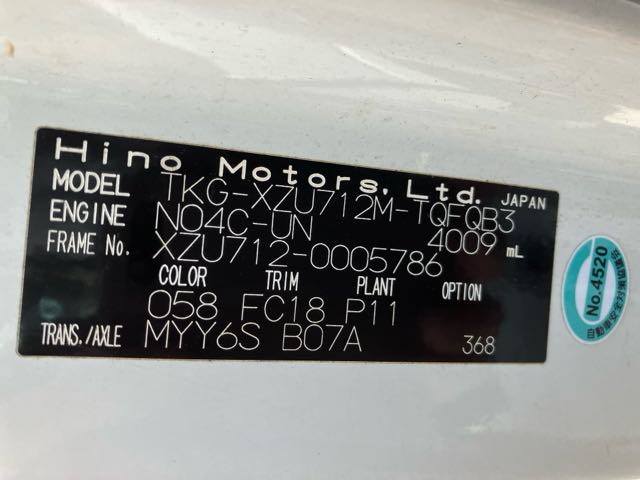 Hino Motors, Ltd. JAPAN
MODEL TKG-XZU712M-TQFQB3
ENGINE N04C-UN 4009 mL
FRAME No. XZU712-0005786
COLOR TRIM PLANT OPTION
058 FC18 P11
TRANS./AXLE MYY6S B07A 368
No.4520